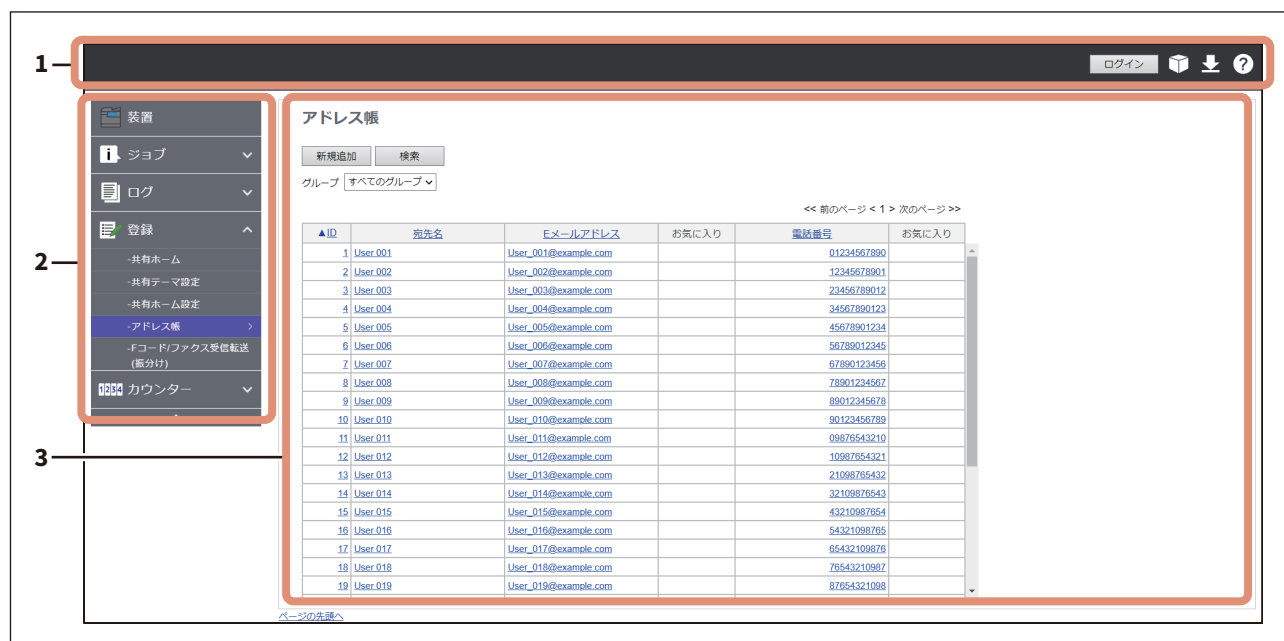 1
ログイン
2
装置
ジョブ
ログ
登録
-共有ホーム
-共有テーマ設定
-共有ホーム設定
-アドレス帳
-Fコード/ファクス受信転送
(振分け)
1234 カウンター
3
アドレス帳
新規追加 検索
グループ すべてのグループ
<< 前のページ < 1 > 次のページ >>
▲ID 宛先名 Eメールアドレス お気に入り 電話番号 お気に入り
1 User 001 User_001@example.com 01234567890
2 User 002 User_002@example.com 12345678901
3 User 003 User_003@example.com 23456789012
4 User 004 User_004@example.com 34567890123
5 User 005 User_005@example.com 45678901234
6 User 006 User_006@example.com 56789012345
7 User 007 User_007@example.com 67890123456
8 User 008 User_008@example.com 78901234567
9 User 009 User_009@example.com 89012345678
10 User 010 User_010@example.com 90123456789
11 User 011 User_011@example.com 09876543210
12 User 012 User_012@example.com 10987654321
13 User 013 User_013@example.com 21098765432
14 User 014 User_014@example.com 32109876543
15 User 015 User_015@example.com 43210987654
16 User 016 User_016@example.com 54321098765
17 User 017 User_017@example.com 65432109876
18 User 018 User_018@example.com 76543210987
19 User 019 User_019@example.com 87654321098
ページの先頭へ